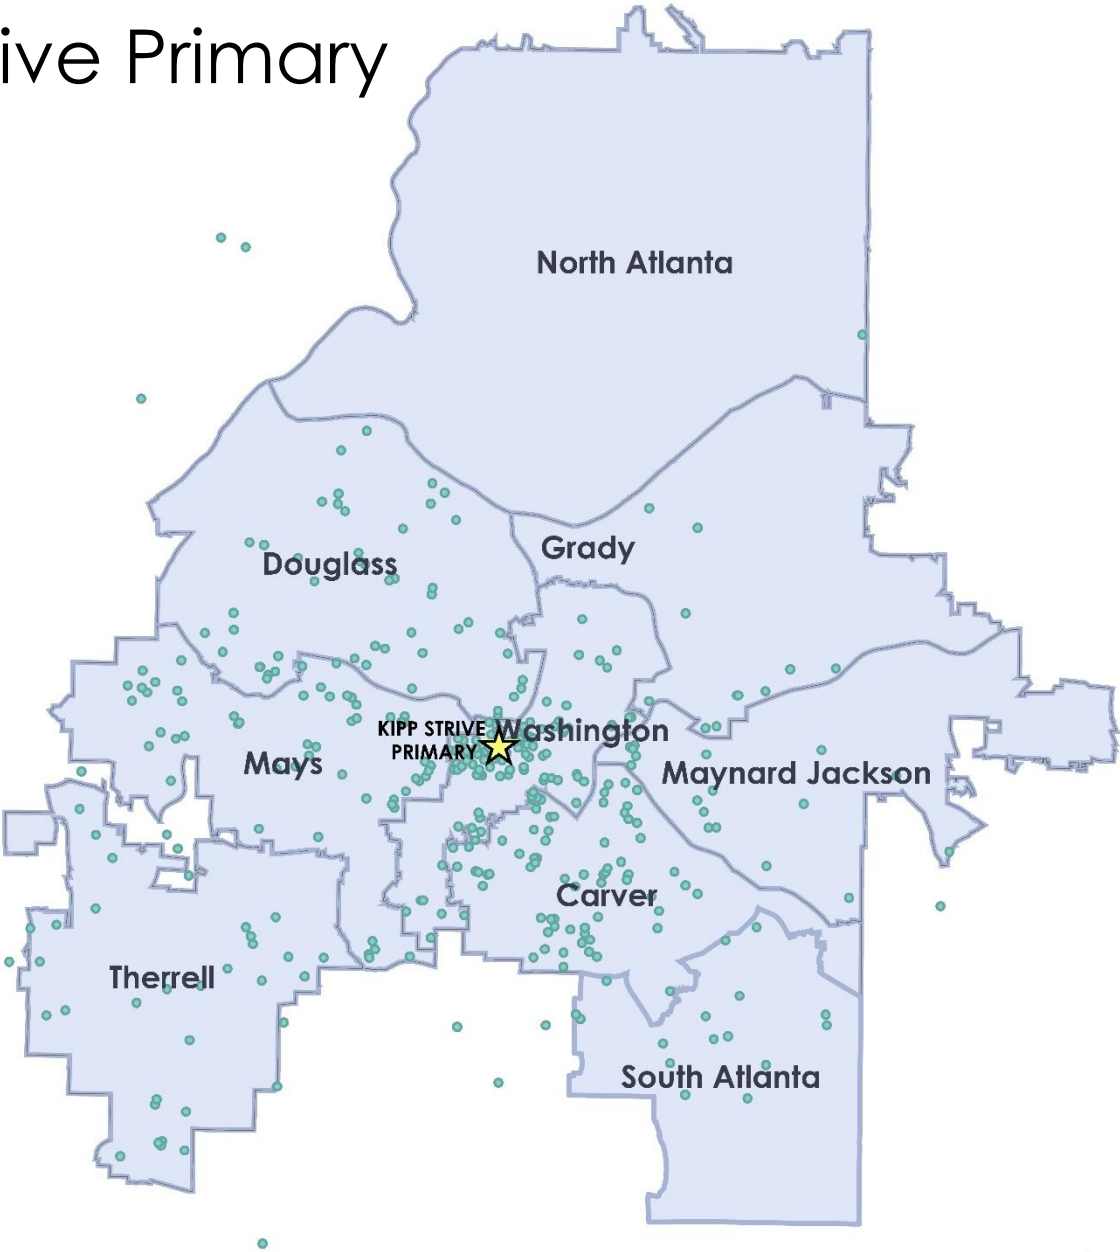 ive Primary
North Atlanta
Grady
Douglass
KIPP STRIVE
PRIMARY
Washington
Mays
Maynard Jackson
Carver
Therrell
South Atlanta